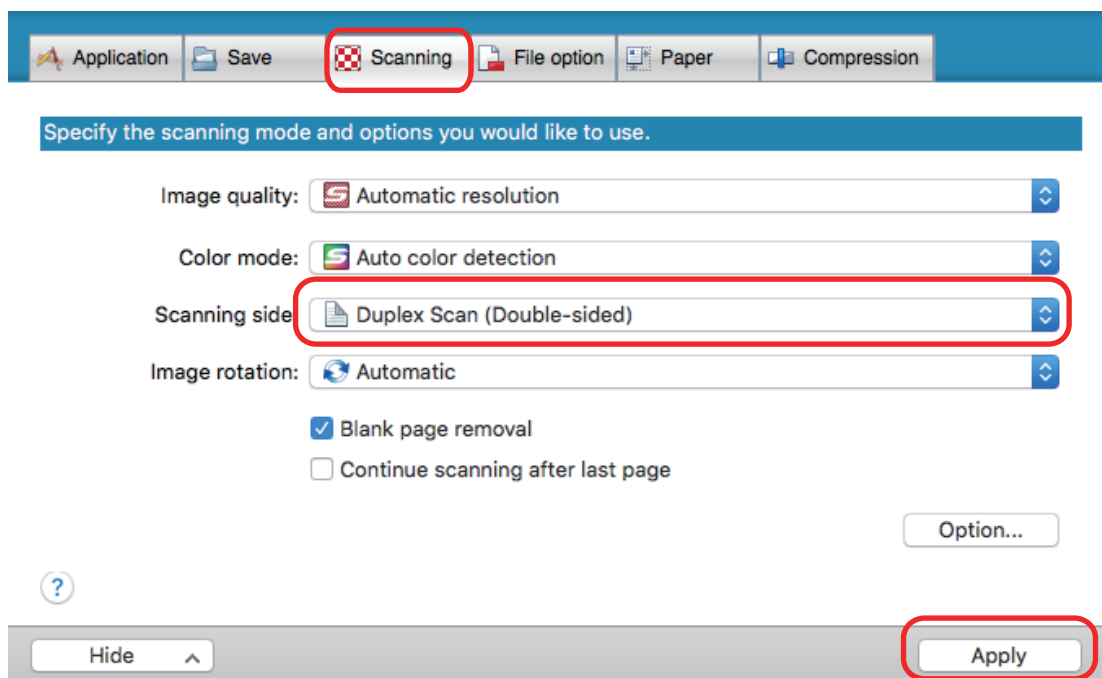 Application Save Scanning File option Paper Compression
Specify the scanning mode and options you would like to use.
Image quality: Automatic resolution
Color mode: Auto color detection
Scanning side Duplex Scan (Double-sided)
Image rotation: Automatic
Blank page removal
Continue scanning after last page
Option...
?
Hide Apply